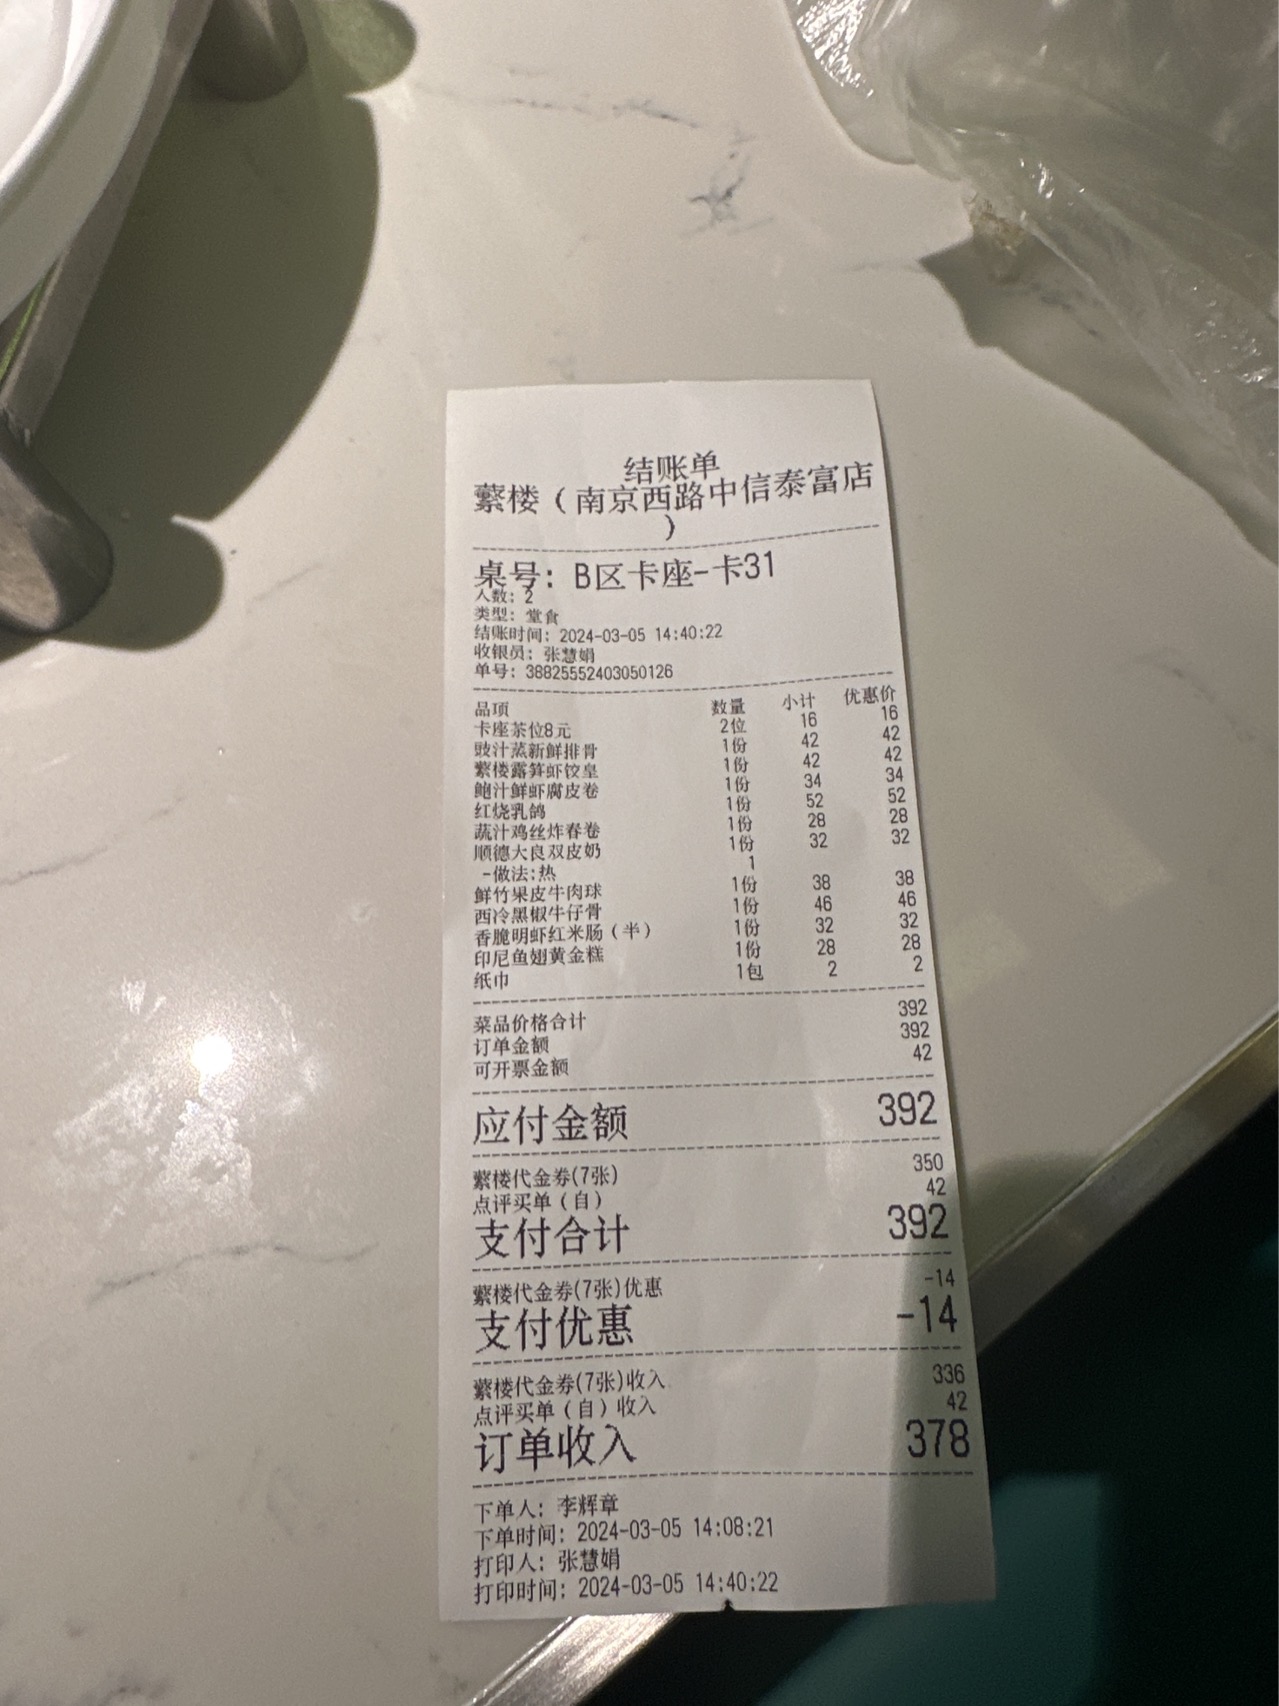 结账单
蘩楼（南京西路中信泰富店
）
桌号: B区卡座-卡31
人数: 2
类型: 堂食
结账时间: 2024-03-05 14:40:22
收银员: 张慧娟
单号: 38825552403050126
品项 数量 小计 优惠价
卡座茶位8元 2位 16 16
豉汁蒸新鲜排骨 1份 42 42
蘩楼露笋虾饺皇 1份 42 42
鲍汁鲜虾腐皮卷 1份 34 34
红烧乳鸽 1份 52 52
蔬汁鸡丝炸春卷 1份 28 28
顺德大良双皮奶 1份 32 32
-做法:热 1
鲜竹果皮牛肉球 1份 38 38
西冷黑椒牛仔骨 1份 46 46
香脆明虾红米肠（半） 1份 32 32
印尼鱼翅黄金糕 1份 28 28
纸巾 1包 2 2
菜品价格合计 392
订单金额 392
可开票金额 42
应付金额 392
蘩楼代金券(7张) 350
点评买单（自） 42
支付合计 392
蘩楼代金券(7张)优惠 -14
支付优惠 -14
蘩楼代金券(7张)收入 336
点评买单（自）收入 42
订单收入 378
下单人: 李辉章
下单时间: 2024-03-05 14:08:21
打印人: 张慧娟
打印时间: 2024-03-05 14:40:22